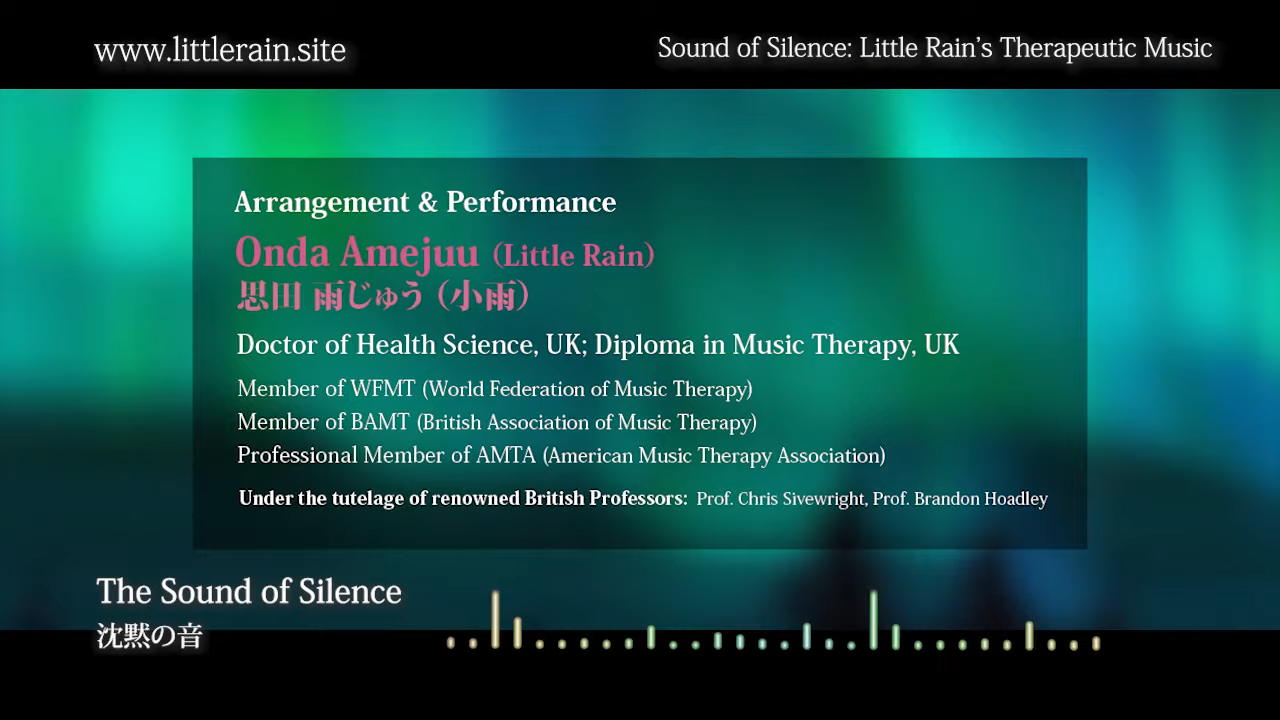 www.littlerain.site
Sound of Silence: Little Rain’s Therapeutic Music
Arrangement & Performance
Onda Amejuu (Little Rain)
思田 雨じゅう（小雨）
Doctor of Health Science, UK; Diploma in Music Therapy, UK
Member of WFMT (World Federation of Music Therapy)
Member of BAMT (British Association of Music Therapy)
Professional Member of AMTA (American Music Therapy Association)
Under the tutelage of renowned British Professors: Prof. Chris Sivewright, Prof. Brandon Hoadley
The Sound of Silence
沈黙の音